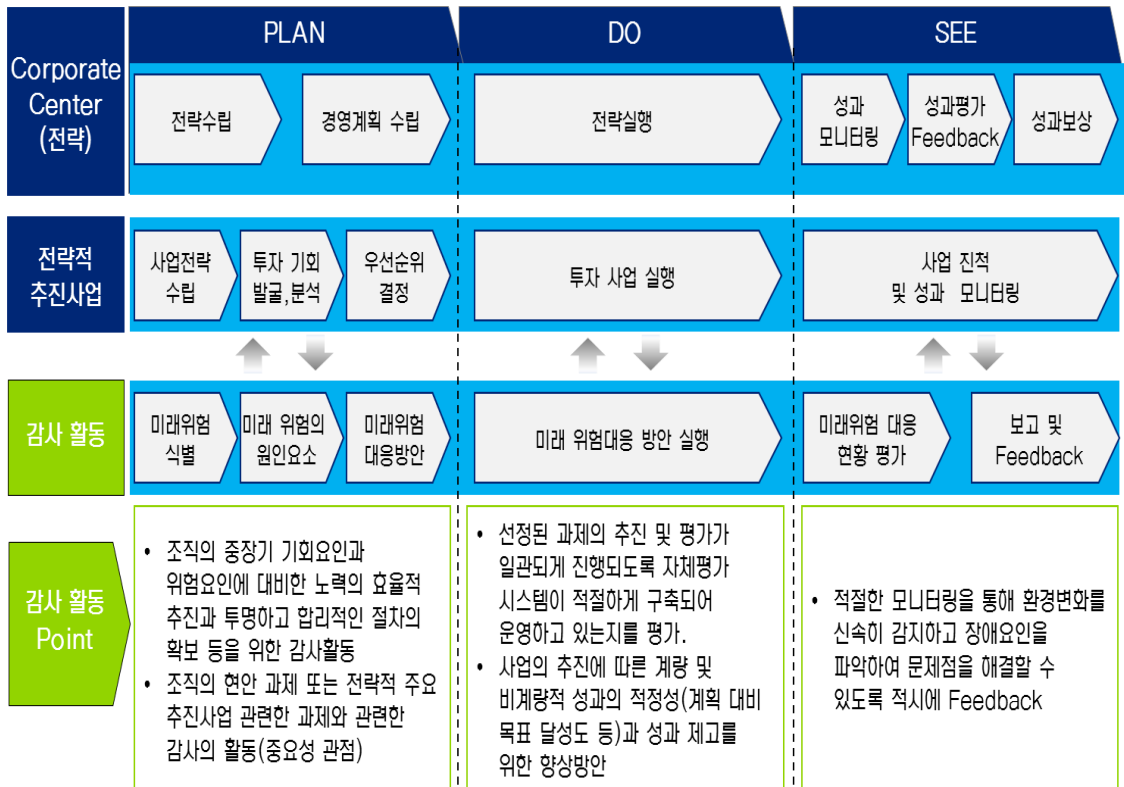 PLAN
DO
SEE
Corporate
Center
(전략)
전략수립
경영계획 수립
전략실행
성과
모니터링
성과평가
Feedback
성과보상
전략적
추진사업
사업전략
수립
투자 기회
발굴,분석
우선순위
결정
투자 사업 실행
사업 진척
및 성과 모니터링
감사 활동
미래위험
식별
미래 위험의
원인요소
미래위험
대응방안
미래 위험대응 방안 실행
미래위험 대응
현황 평가
보고 및
Feedback
감사 활동
Point
• 조직의 중장기 기회요인과
위험요인에 대비한 노력의 효율적
추진과 투명하고 합리적인 절차의
확보 등을 위한 감사활동
• 조직의 현안 과제 또는 전략적 주요
추진사업 관련한 과제와 관련한
감사의 활동(중요성 관점)
• 선정된 과제의 추진 및 평가가
일관되게 진행되도록 자체평가
시스템이 적절하게 구축되어
운영하고 있는지를 평가.
• 사업의 추진에 따른 계량 및
비계량적 성과의 적정성(계획 대비
목표 달성도 등)과 성과 제고를
위한 향상방안
• 적절한 모니터링을 통해 환경변화를
신속히 감지하고 장애요인을
파악하여 문제점을 해결할 수
있도록 적시에 Feedback